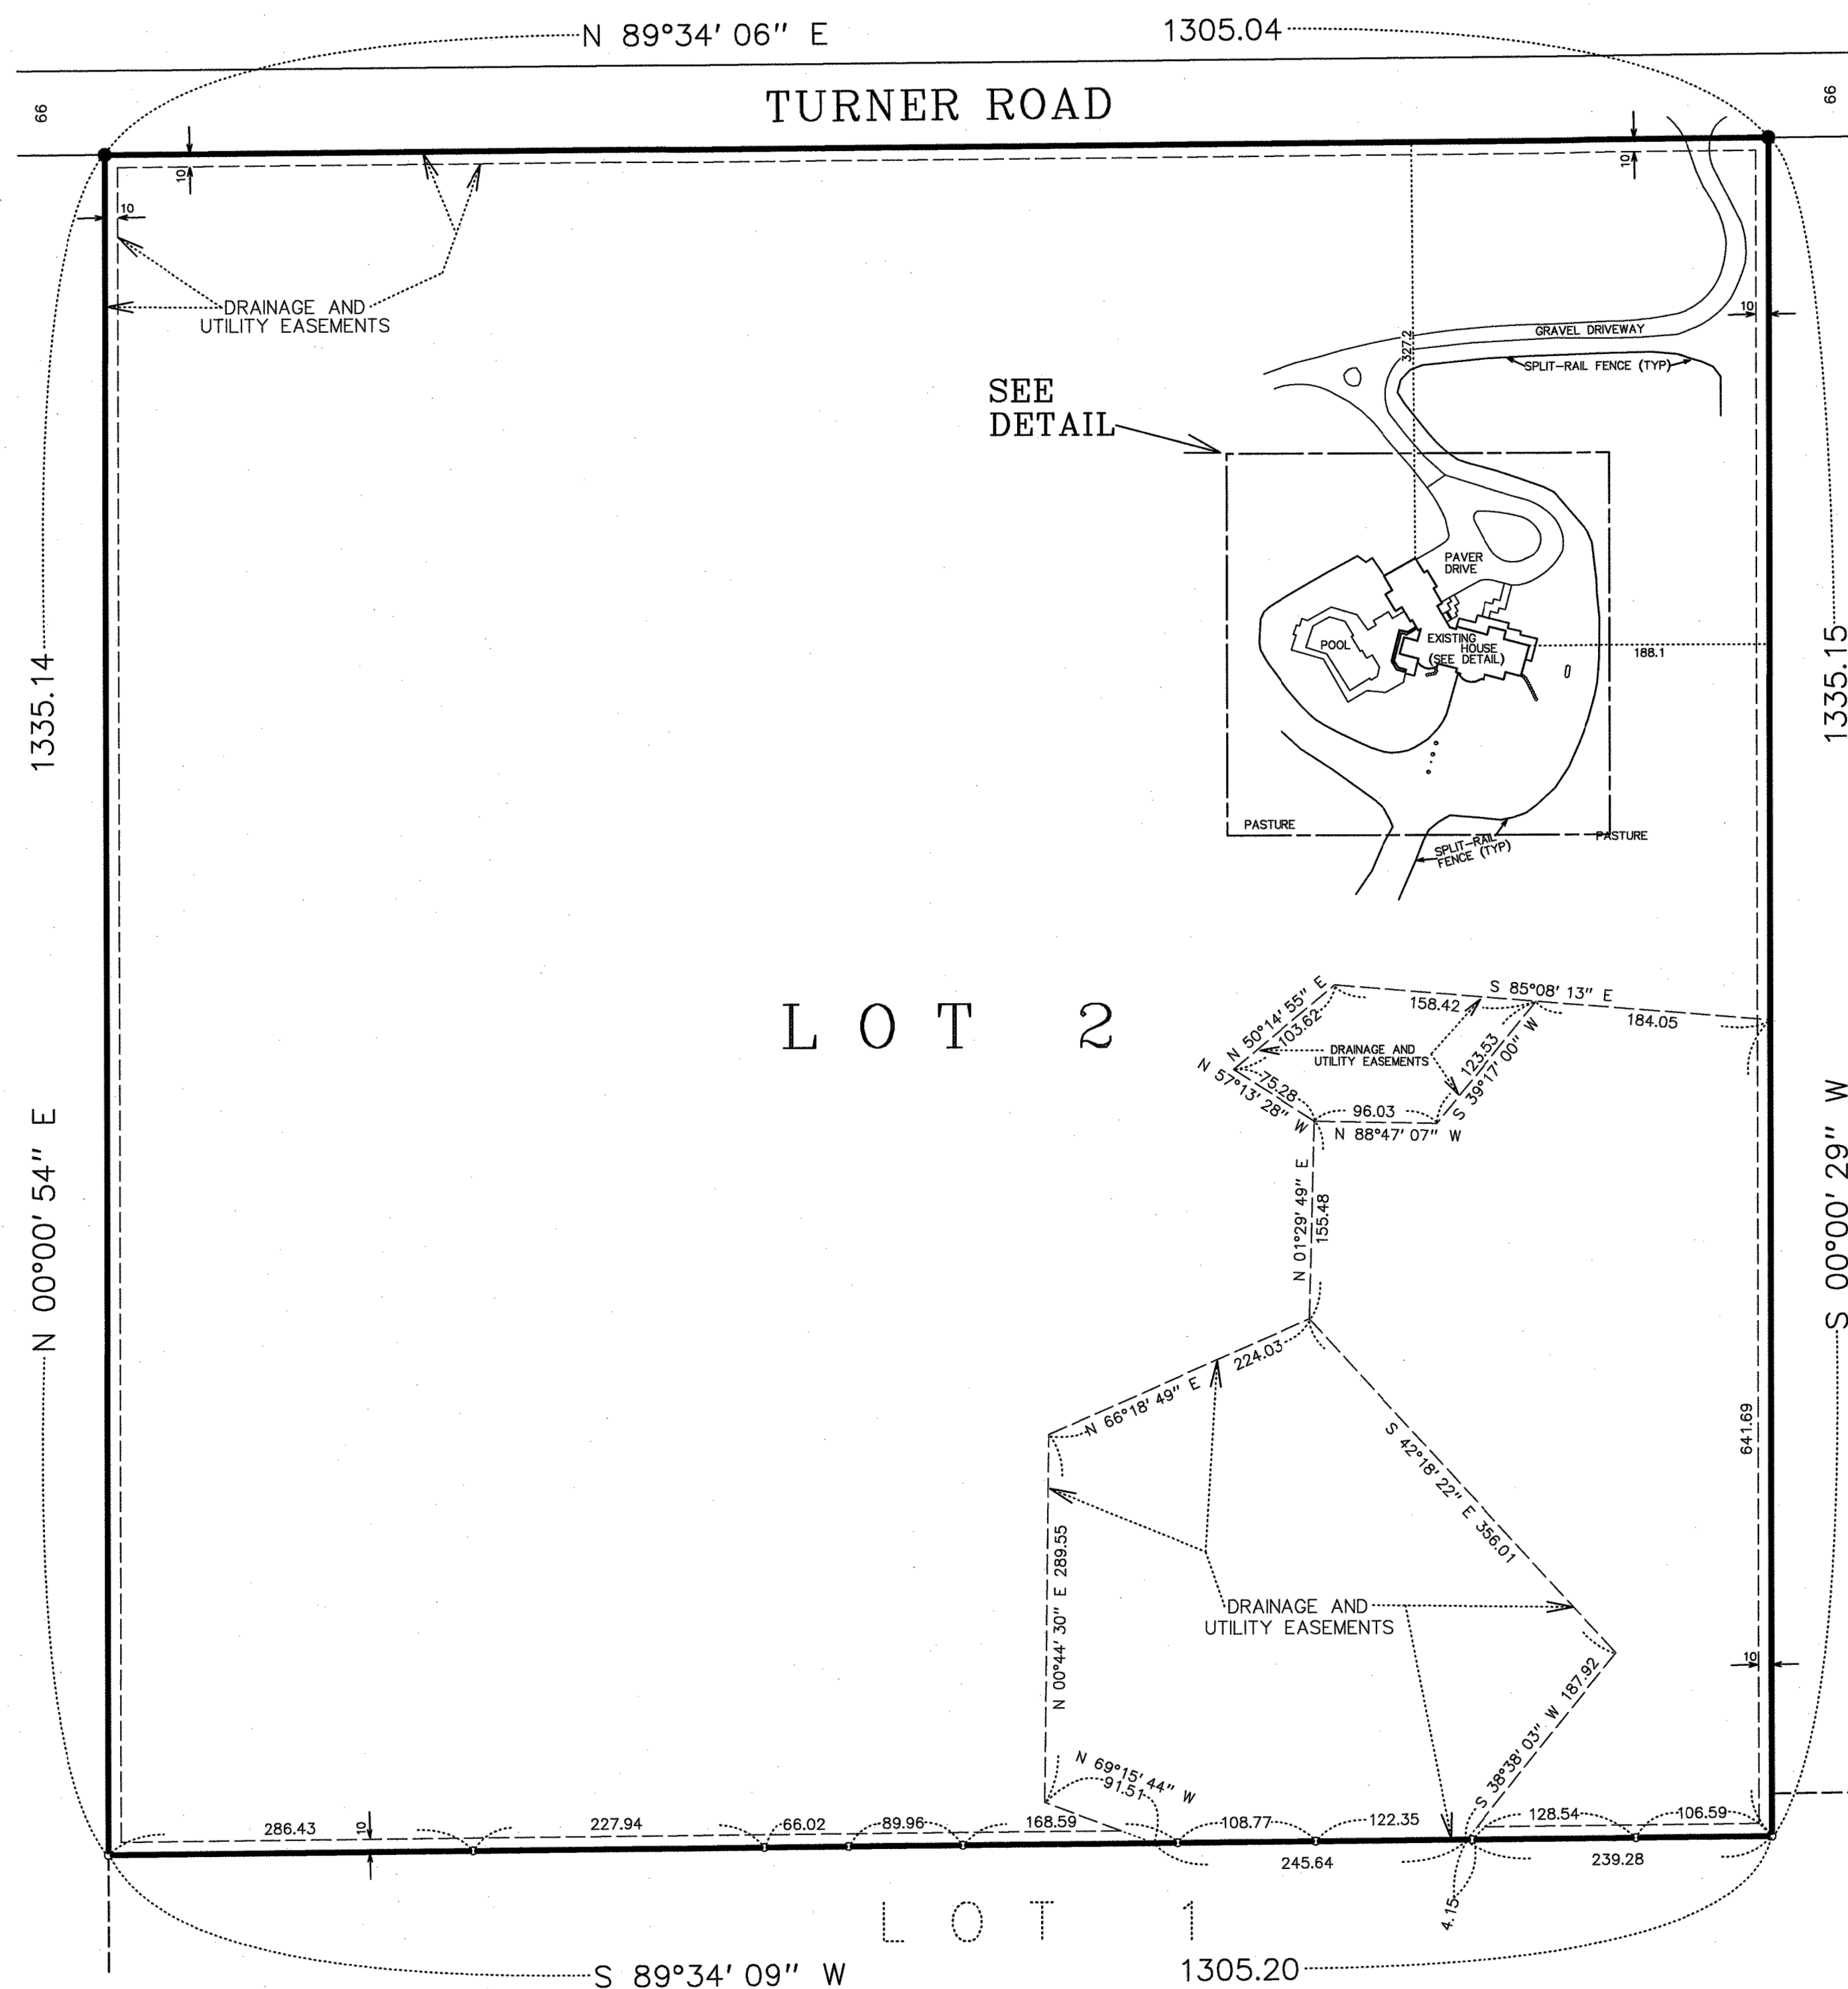 N 89°34' 06" E 1305.04
66
TURNER ROAD
66
10
10
10
DRAINAGE AND
UTILITY EASEMENTS
10
GRAVEL DRIVEWAY
327.2
SPLIT-RAIL FENCE (TYP)
SEE
DETAIL
PAVER
DRIVE
POOL
EXISTING
HOUSE
(SEE DETAIL)
188.1
1335.14
1335.15
PASTURE
PASTURE
SPLIT-RAIL
FENCE (TYP)
LOT 2
N 50°14' 55" E
103.62
S 85°08' 13" E
158.42
184.05
DRAINAGE AND
UTILITY EASEMENTS
123.53
S 39°17' 00" W
N 57°13' 28" W
75.28
96.03
N 88°47' 07" W
N 00°00' 54" E
S 00°00' 29" W
N 01°29' 49" E
155.48
N 66°18' 49" E
224.03
S 42°18' 22" E 356.01
641.69
N 00°44' 30" E 289.55
DRAINAGE AND
UTILITY EASEMENTS
10
S 38°38' 03" W 187.92
N 69°15' 44" W
91.51
286.43
10
227.94
66.02
89.96
168.59
108.77
122.35
128.54
106.59
245.64
239.28
4.15
LOT 1
S 89°34' 09" W 1305.20